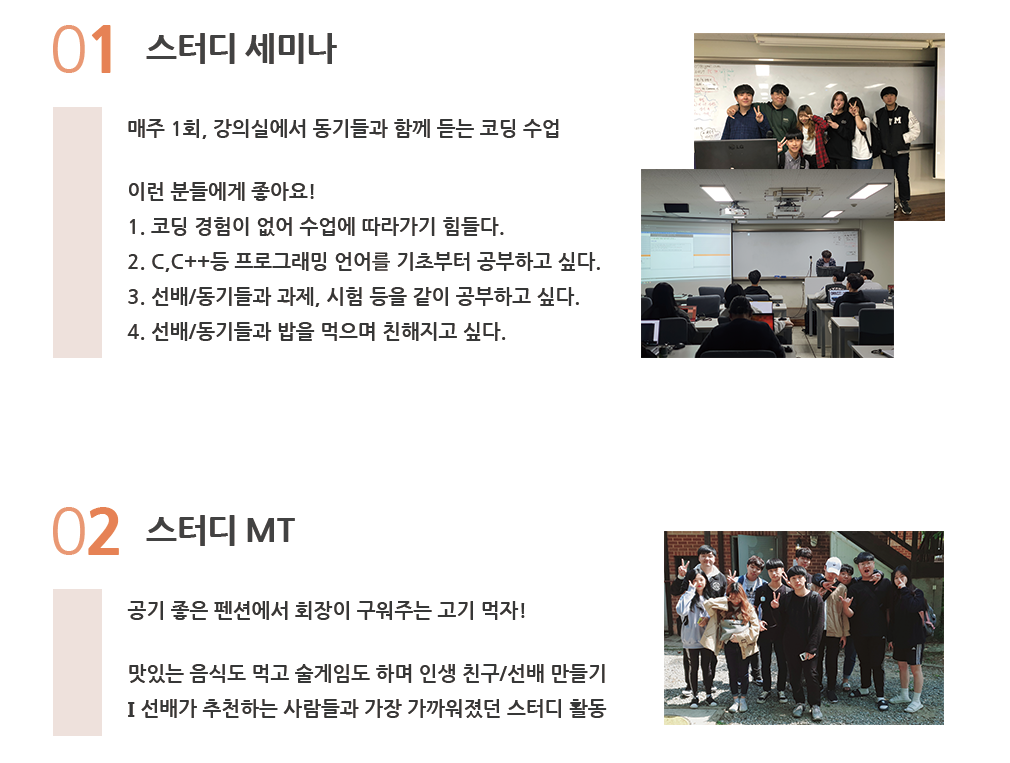 01 스터디 세미나
매주 1회, 강의실에서 동기들과 함께 듣는 코딩 수업
이런 분들에게 좋아요!
1. 코딩 경험이 없어 수업에 따라가기 힘들다.
2. C,C++등 프로그래밍 언어를 기초부터 공부하고 싶다.
3. 선배/동기들과 과제, 시험 등을 같이 공부하고 싶다.
4. 선배/동기들과 밥을 먹으며 친해지고 싶다.
02 스터디 MT
공기 좋은 펜션에서 회장이 구워주는 고기 먹자!
맛있는 음식도 먹고 술게임도 하며 인생 친구/선배 만들기
I 선배가 추천하는 사람들과 가장 가까워졌던 스터디 활동